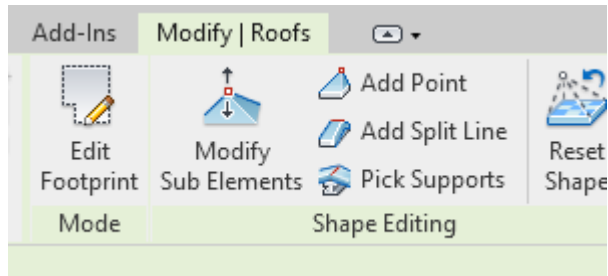 Add-Ins Modify | Roofs
Add Point
Add Split Line
Pick Supports
Edit
Footprint
Modify
Sub Elements
Reset
Shape
Mode Shape Editing